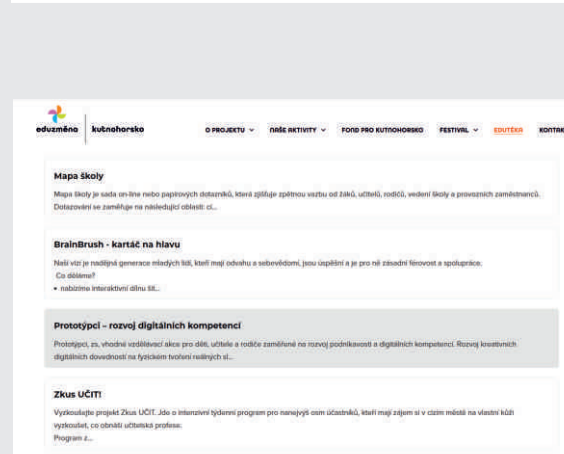 eduzměna kutnohorsko O PROJEKTU NAŠE AKTIVITY FOND PRO KUTNOHORSKO FESTIVAL EDUTÉKA KONTAK
Mapa školy
Mapa školy je sada on-line nebo papírových dotazníků, která zjišťuje zpětnou vazbu od žáků, učitelů, rodičů, vedení školy a provozních zaměstnanců.
Dotazování se zaměřuje na následující oblasti: cí...
BrainBrush - kartáč na hlavu
Naší vizí je nadějná generace mladých lidí, kteří mají odvahu a sebevědomí, jsou úspěšní a je pro ně zásadní férovost a spolupráce.
Co děláme?
• nabízíme interaktivní dílnu šit...
Prototýpci – rozvoj digitálních kompetencí
Prototýpci, zs, vhodné vzdělávací akce pro děti, učitele a rodiče zaměřené na rozvoj podnikavosti a digitálních kompetencí. Rozvoj kreativních
digitálních dovedností na fyzickém tvoření reálných sl...
Zkus UČIT!
Vyzkoušejte projekt Zkus UČIT. Jde o intenzivní týdenní program pro nanejvýš osm účastníků, kteří mají zájem si v cizím městě na vlastní kůži
vyzkoušet, co obnáší učitelská profese.
Program z...